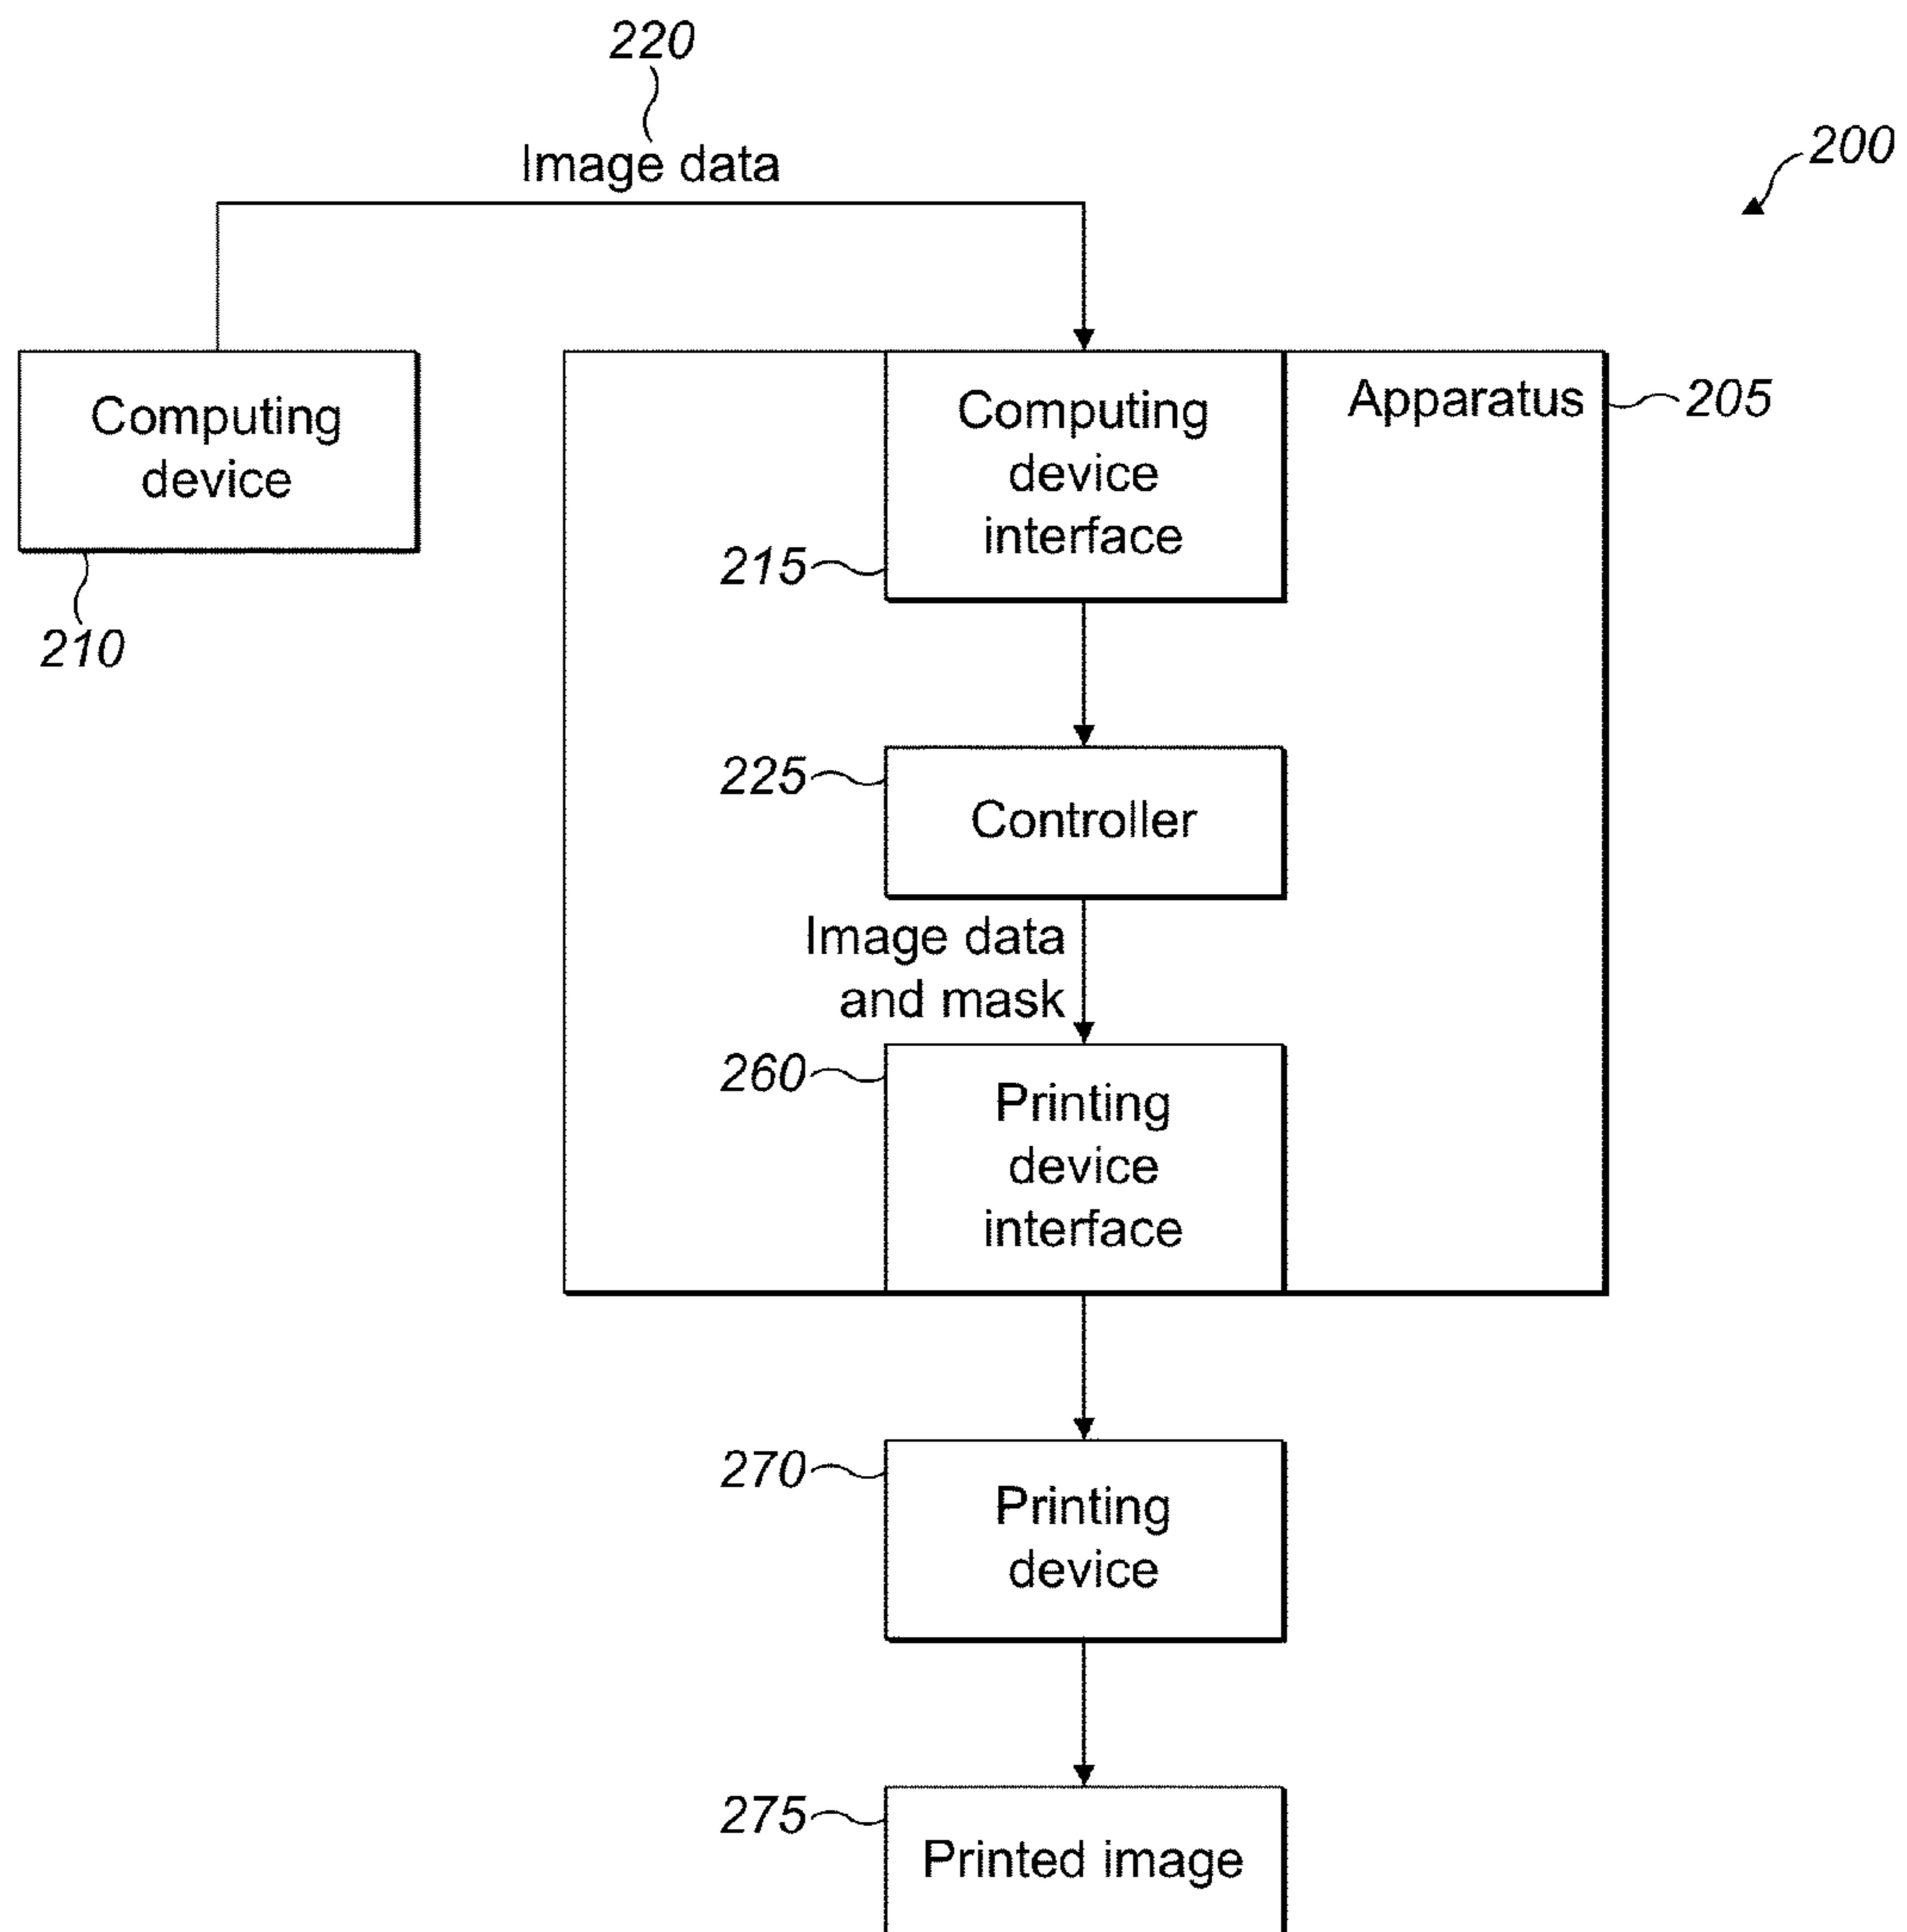 220
Image data
200
Computing
device
210
Apparatus
205
Computing
device
interface
215
225
Controller
Image data
and mask
260
Printing
device
interface
270
Printing
device
275
Printed image